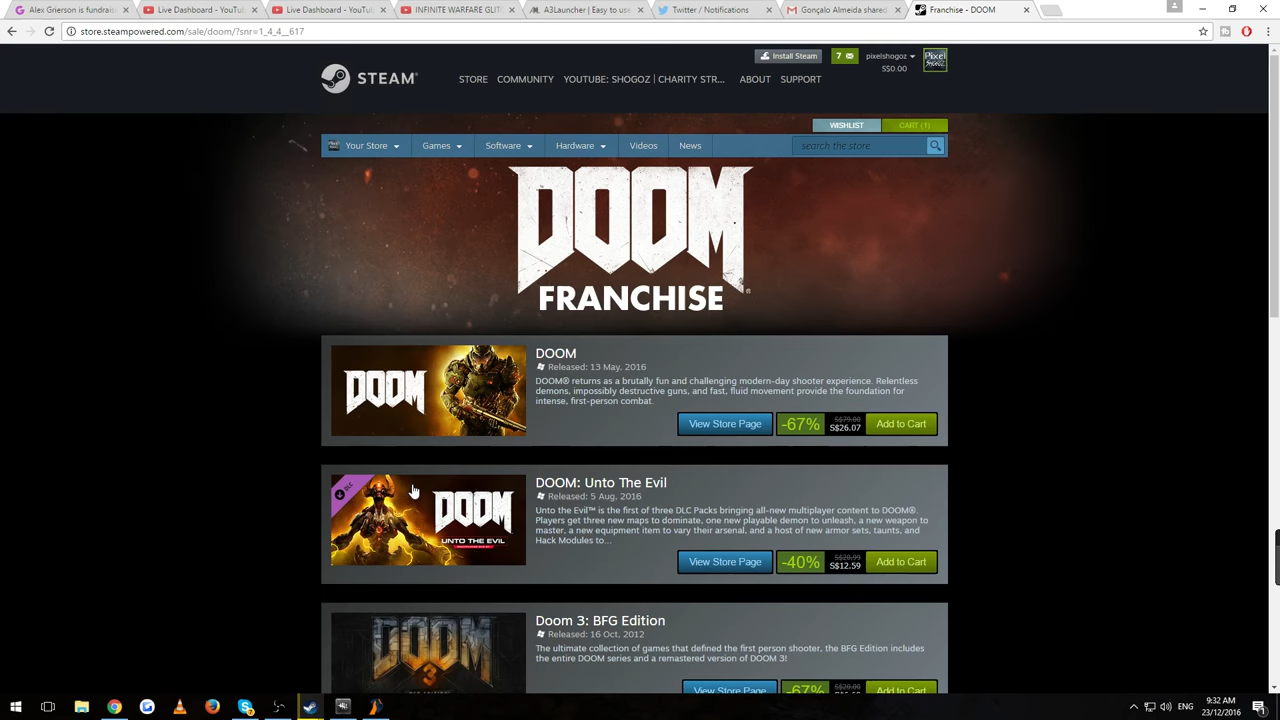 Alex Grierson is fundrais
Live Dashboard - YouTu
Live Dashboard - YouTu
INFINITE WARFARE GLIT
A3Launcher | Easy to use
Twitter / Notifications
Gonçalo Almeida shared
Franchise - DOOM
store.steampowered.com/sale/doom/?snr=1_4_4__617
Install Steam
7
pixelshogoz
S$0.00
STEAM
STORE COMMUNITY YOUTUBE: SHOGOZ | CHARITY STR... ABOUT SUPPORT
WISHLIST
CART (1)
Your Store Games Software Hardware Videos News
search the store
DOOM
FRANCHISE
DOOM
DOOM
Released: 13 May, 2016
DOOM® returns as a brutally fun and challenging modern-day shooter experience. Relentless
demons, impossibly destructive guns, and fast, fluid movement provide the foundation for
intense, first-person combat.
View Store Page
-67%
S$79.00
S$26.07
Add to Cart
DLC
DOOM
UNTO THE EVIL
DOOM: Unto The Evil
Released: 5 Aug, 2016
Unto the Evil™ is the first of three DLC Packs bringing all-new multiplayer content to DOOM®.
Players get three new maps to dominate, one new playable demon to unleash, a new weapon to
master, a new equipment item to vary their arsenal, and a host of new armor sets, taunts, and
Hack Modules to...
View Store Page
-40%
S$20.99
S$12.59
Add to Cart
DOOM
3
Doom 3: BFG Edition
Released: 16 Oct, 2012
The ultimate collection of games that defined the first person shooter, the BFG Edition includes
the entire DOOM series and a remastered version of DOOM 3!
View Store Page
-67%
S$20.00
Add to Cart
ENG
9:32 AM
23/12/2016